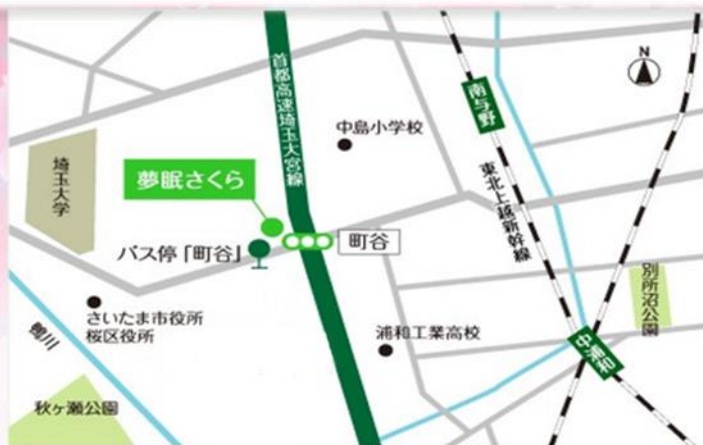 首都高速埼玉大宮線
N
南与野
中島小学校
埼玉大学
夢眠さくら
東北上越新幹線
バス停「町谷」
町谷
別所沼公園
さいたま市役所
桜区役所
鴨川
浦和工業高校
中浦和
秋ヶ瀬公園